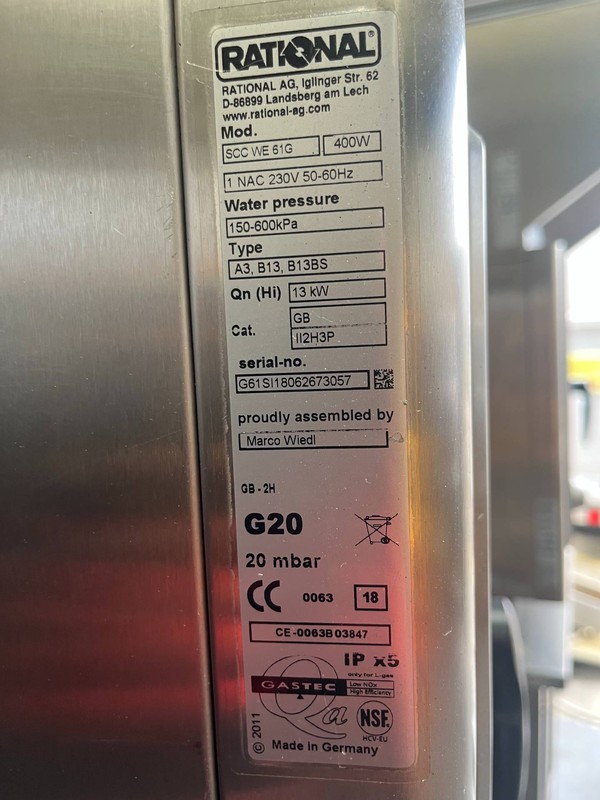 RATIONAL®
RATIONAL AG, Iglinger Str. 62
D-86899 Landsberg am Lech
www.rational-ag.com
Mod.
SCC WE 61G 400W
1 NAC 230V 50-60Hz
Water pressure
150-600kPa
Type
A3, B13, B13BS
Qn (Hi) 13 kW
Cat. GB
II2H3P
serial-no.
G61SI18062673057
proudly assembled by
Marco Wiedl
GB - 2H
G20
20 mbar
CE 0063 18
CE-0063B03847
IP x5
only for L-gas
GASTEC Low NOx
High Efficiency
Qa
NSF.
HCV-EU
© 2011
Made in Germany